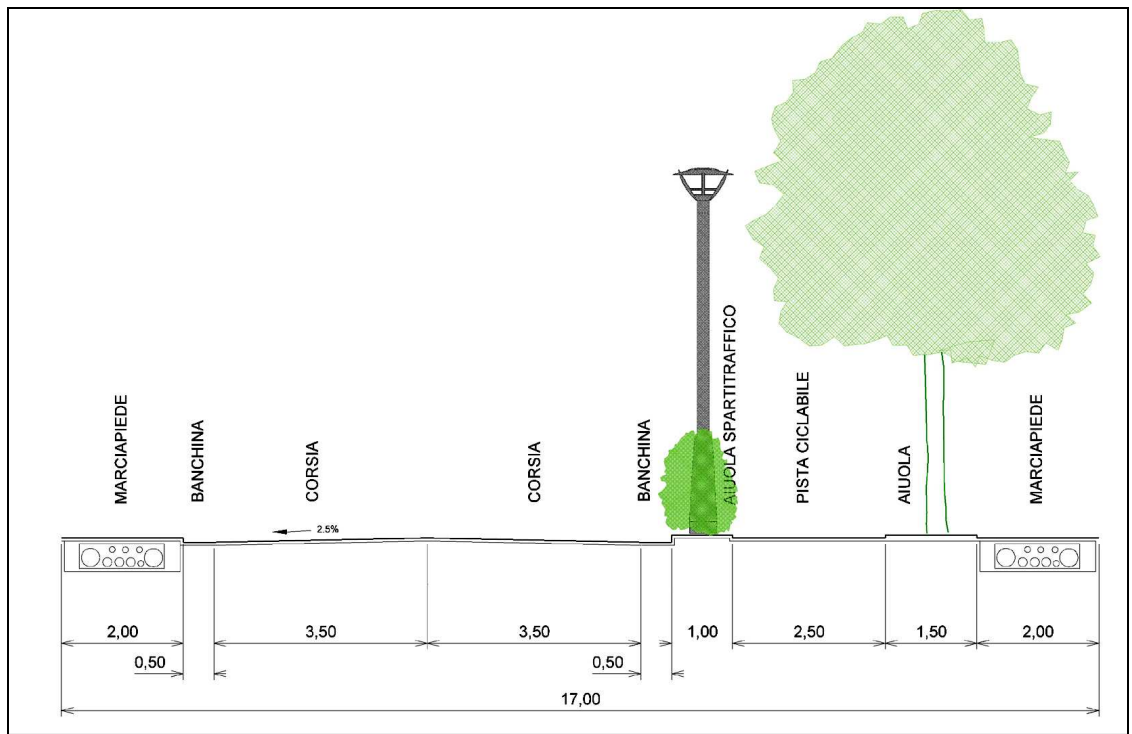 MARCIAPIEDE
BANCHINA
CORSIA
CORSIA
BANCHINA
AIUOLA SPARTITRAFFICO
PISTA CICLABILE
AIUOLA
MARCIAPIEDE
2.5%
2,00
3,50
3,50
1,00
2,50
1,50
2,00
0,50
0,50
17,00